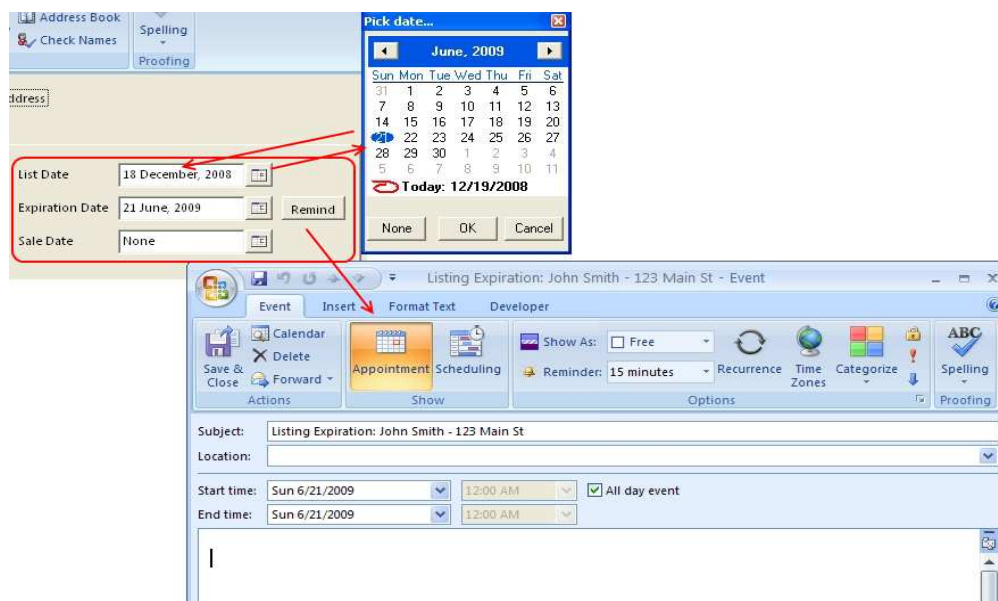 Address Book
Check Names
Spelling
Proofing
ddress
List Date 18 December, 2008
Expiration Date 21 June, 2009 Remind
Sale Date None
Pick date...
June, 2009
Sun Mon Tue Wed Thu Fri Sat
31 1 2 3 4 5 6
7 8 9 10 11 12 13
14 15 16 17 18 19 20
21 22 23 24 25 26 27
28 29 30 1 2 3 4
5 6 7 8 9 10 11
Today: 12/19/2008
None OK Cancel
Listing Expiration: John Smith - 123 Main St - Event
Event Insert Format Text Developer
Save & Close
Calendar
Delete
Forward
Actions
Appointment Scheduling
Show
Show As: Free
Reminder: 15 minutes
Recurrence
Time Zones
Categorize
Options
ABC
Spelling
Proofing
Subject: Listing Expiration: John Smith - 123 Main St
Location:
Start time: Sun 6/21/2009 12:00 AM All day event
End time: Sun 6/21/2009 12:00 AM